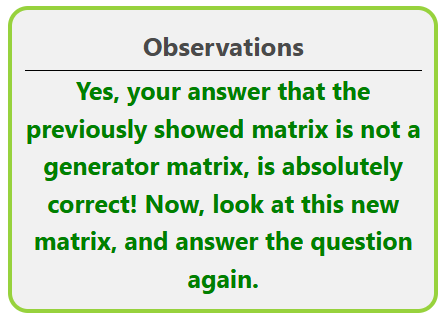 Observations
Yes, your answer that the
previously showed matrix is not a
generator matrix, is absolutely
correct! Now, look at this new
matrix, and answer the question
again.